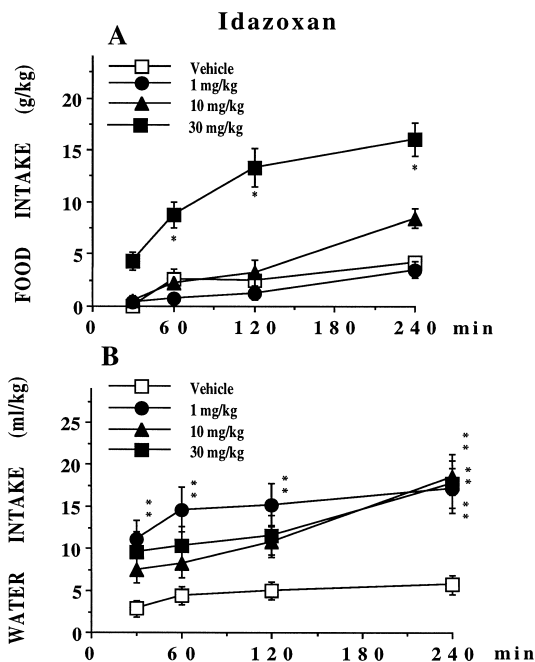 Idazoxan
A
FOOD INTAKE (g/kg)
Vehicle
1 mg/kg
10 mg/kg
30 mg/kg
20
15
10
5
0
*
*
*
0 60 120 180 240 min
B
WATER INTAKE (ml/kg)
Vehicle
1 mg/kg
10 mg/kg
30 mg/kg
25
20
15
10
5
0
**
**
**
**
**
**
0 60 120 180 240 min